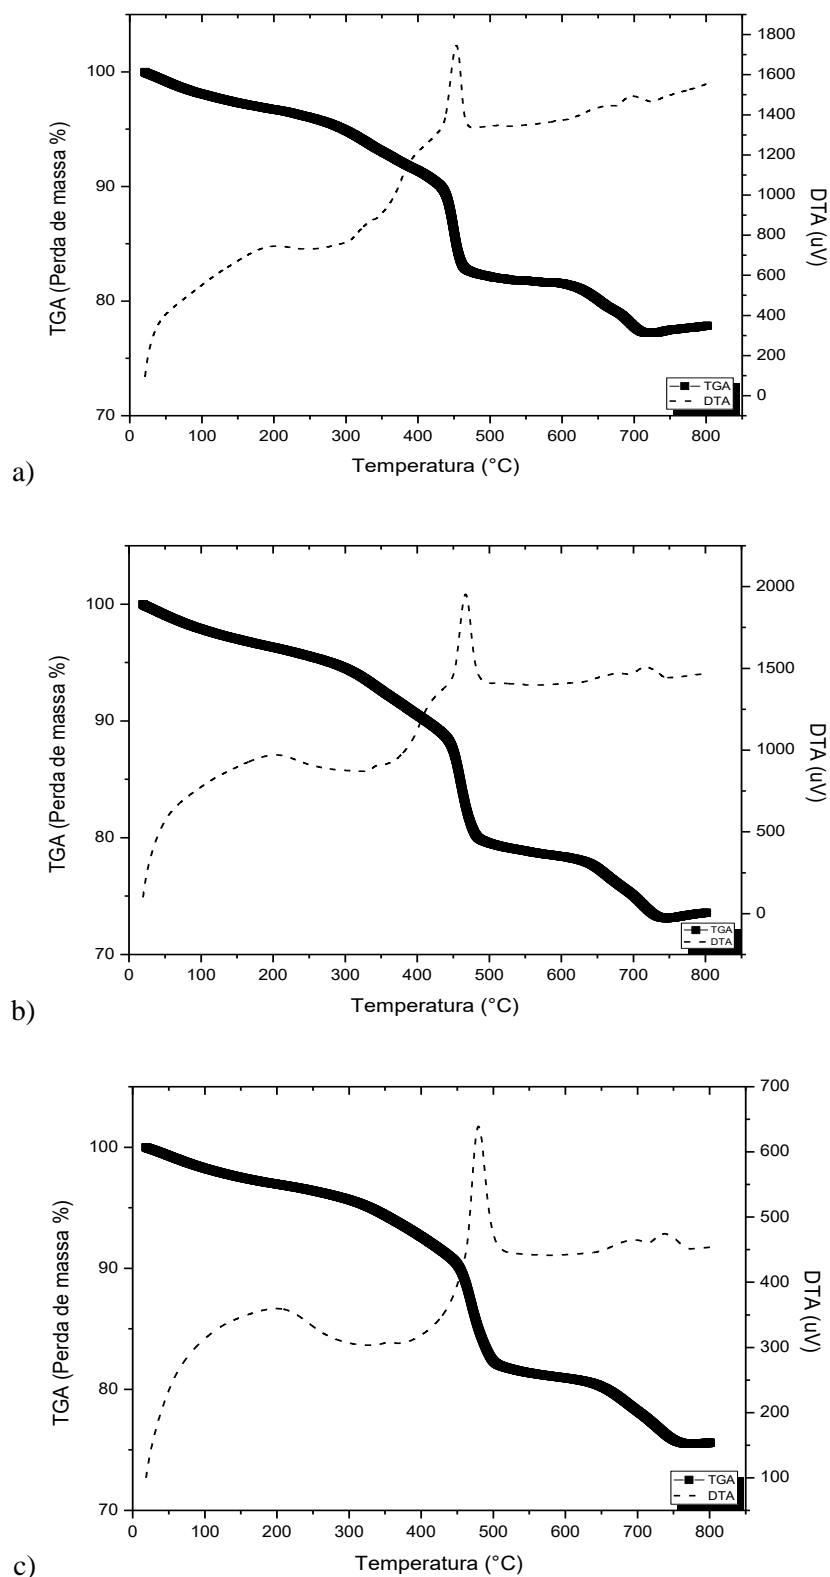 100
90
80
70
TGA (Perda de massa %)
1800
1600
1400
1200
1000
800
600
400
200
0
DTA (uV)
TGA
DTA
0 100 200 300 400 500 600 700 800
Temperatura (°C)
a)
100
90
80
70
TGA (Perda de massa %)
2000
1500
1000
500
0
DTA (uV)
TGA
DTA
0 100 200 300 400 500 600 700 800
Temperatura (°C)
b)
100
90
80
70
TGA (Perda de massa %)
700
600
500
400
300
200
100
DTA (uV)
TGA
DTA
0 100 200 300 400 500 600 700 800
Temperatura (°C)
c)